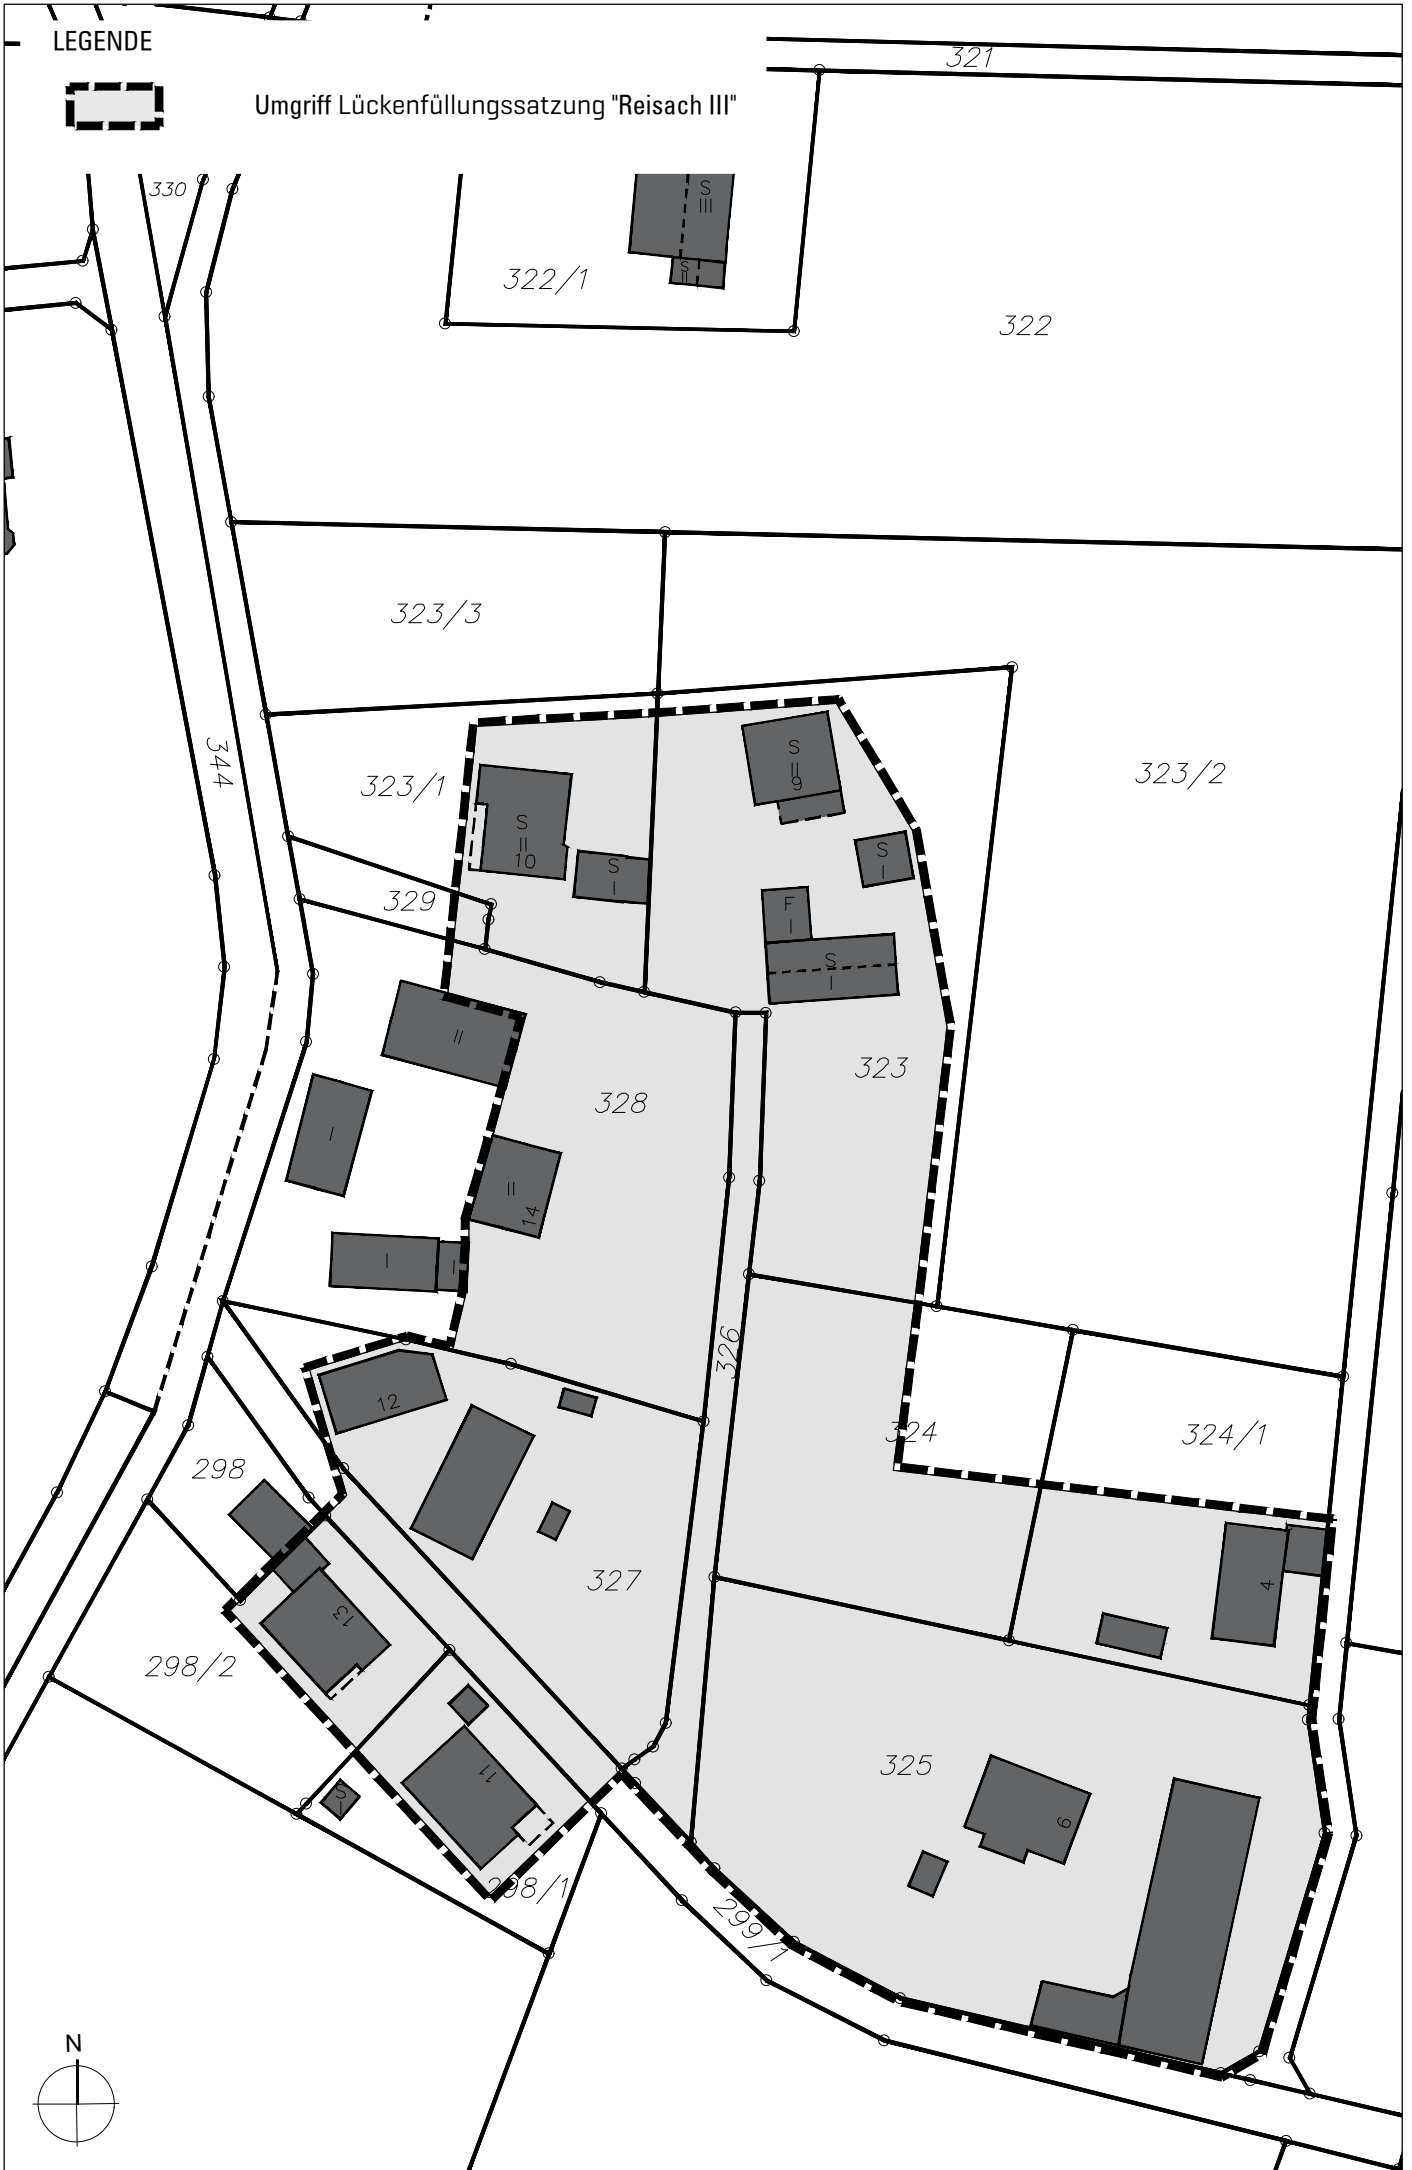 LEGENDE
Umgriff Lückenfüllungssatzung "Reisach III"
321
330
S
III
S
II
322/1
322
323/3
344
323/1
323/2
S
II
9
S
II
10
S
I
S
I
329
F
I
S
I
II
323
328
I
II
14
I
I
326
12
324
324/1
298
327
4
13
298/2
325
11
S
I
6
298/1
299/1
N